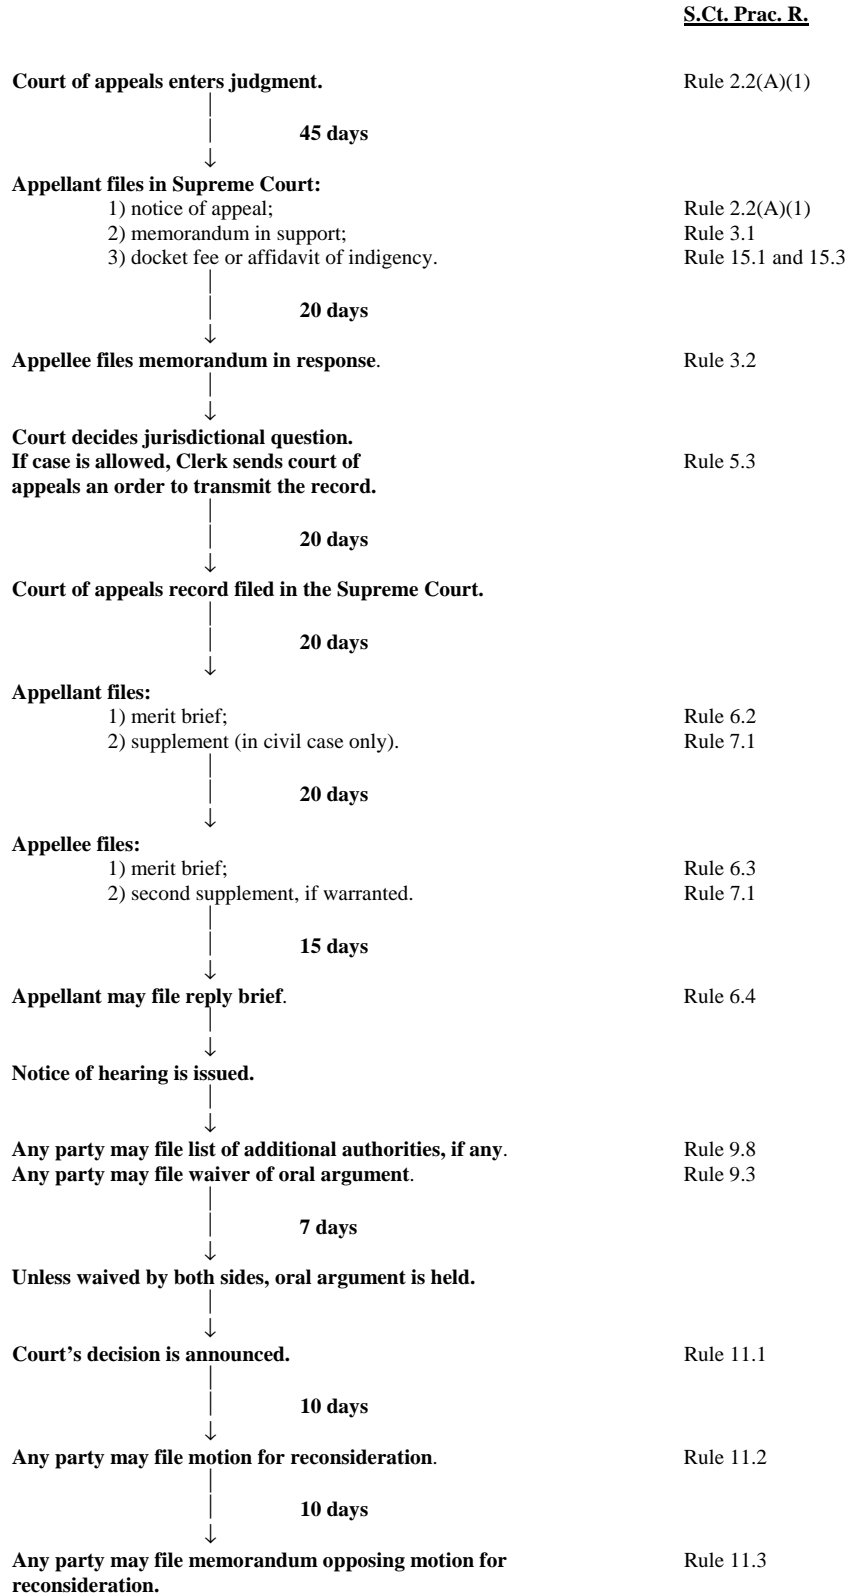 S.Ct. Prac. R.
Court of appeals enters judgment. Rule 2.2(A)(1)
45 days
Appellant files in Supreme Court:
1) notice of appeal; Rule 2.2(A)(1)
2) memorandum in support; Rule 3.1
3) docket fee or affidavit of indigency. Rule 15.1 and 15.3
20 days
Appellee files memorandum in response. Rule 3.2
Court decides jurisdictional question.
If case is allowed, Clerk sends court of Rule 5.3
appeals an order to transmit the record.
20 days
Court of appeals record filed in the Supreme Court.
20 days
Appellant files:
1) merit brief; Rule 6.2
2) supplement (in civil case only). Rule 7.1
20 days
Appellee files:
1) merit brief; Rule 6.3
2) second supplement, if warranted. Rule 7.1
15 days
Appellant may file reply brief. Rule 6.4
Notice of hearing is issued.
Any party may file list of additional authorities, if any. Rule 9.8
Any party may file waiver of oral argument. Rule 9.3
7 days
Unless waived by both sides, oral argument is held.
Court’s decision is announced. Rule 11.1
10 days
Any party may file motion for reconsideration. Rule 11.2
10 days
Any party may file memorandum opposing motion for Rule 11.3
reconsideration.